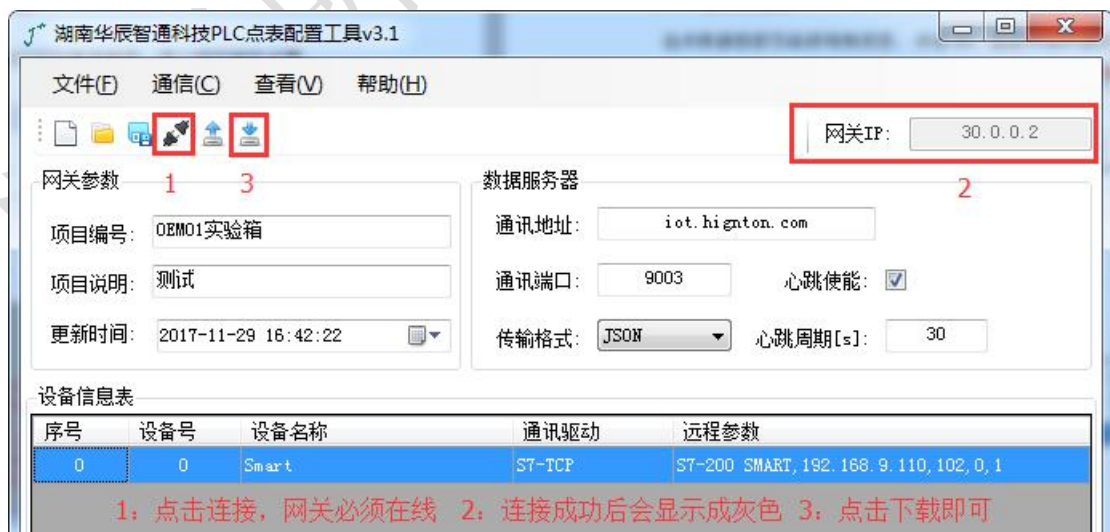 湖南华辰智通科技PLC点表配置工具v3.1
文件(F) 通信(C) 查看(V) 帮助(H)
网关IP: 30.0.0.2
1 3 2
网关参数 数据服务器
项目编号: OEM01实验箱 通讯地址: iot.hignton.com
项目说明: 测试 通讯端口: 9003 心跳使能:
更新时间: 2017-11-29 16:42:22 传输格式: JSON 心跳周期[s]: 30
设备信息表
序号 设备号 设备名称 通讯驱动 远程参数
0 0 Smart S7-TCP S7-200 SMART,192.168.9.110,102,0,1
1: 点击连接,网关必须在线 2: 连接成功后会显示成灰色 3: 点击下载即可